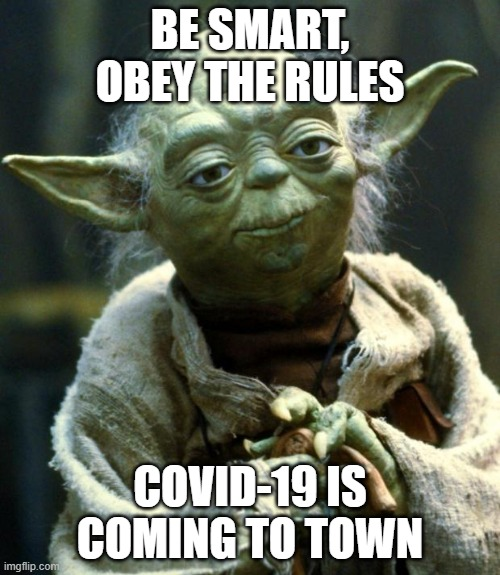 BE SMART,
OBEY THE RULES
COVID-19 IS
COMING TO TOWN
imgflip.com